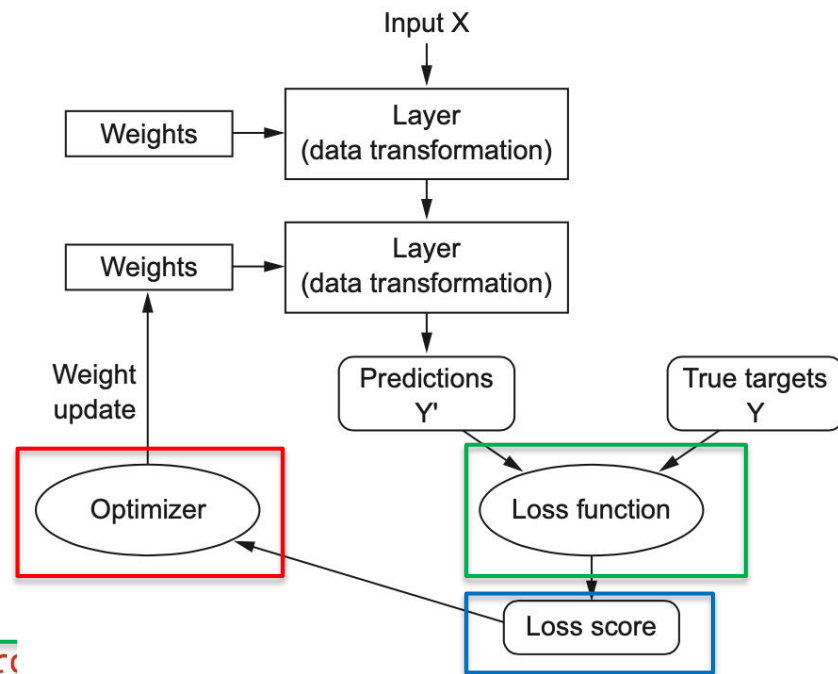 Input X
Weights
Layer
(data transformation)
Weights
Layer
(data transformation)
Weight
update
Predictions
Y'
True targets
Y
Optimizer
Loss function
Loss score